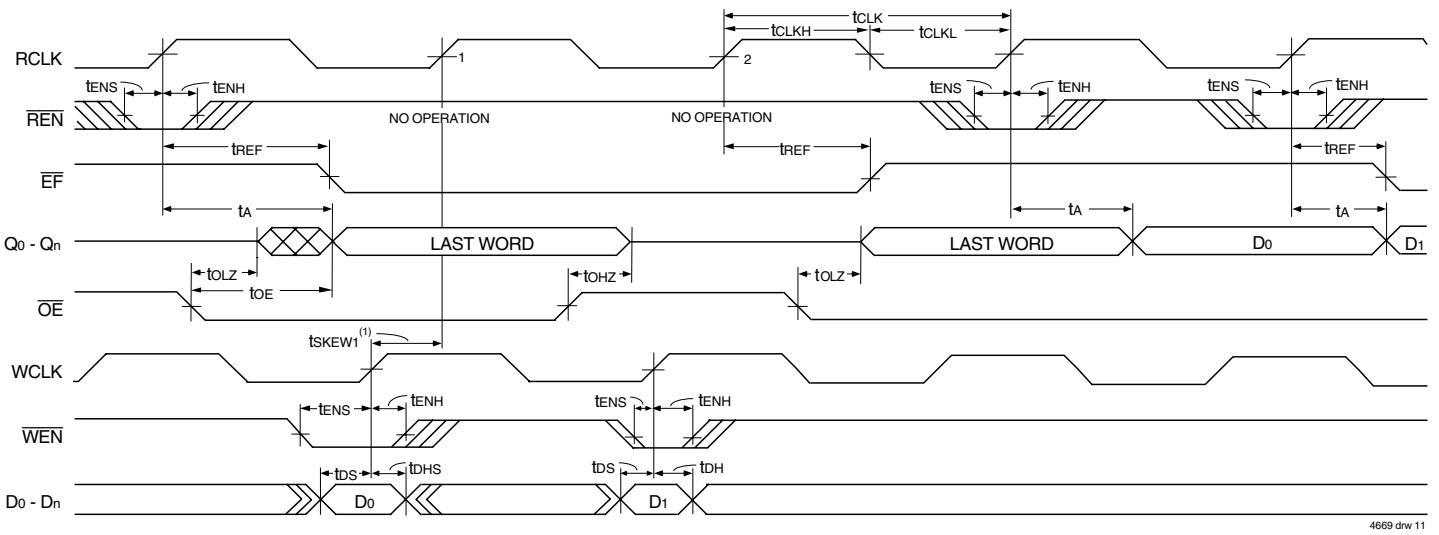 tCLK
tCLKH tCLKL
RCLK 1 2
tENS tENH tENS tENH tENS tENH
REN NO OPERATION NO OPERATION
tREF tREF tREF
EF
tA tA tA
Q0 - Qn LAST WORD LAST WORD D0 D1
tOLZ tOHZ tOLZ
tOE
OE
tSKEW1(1)
WCLK
tENS tENH tENS tENH
WEN
tDS tDHS tDS tDH
D0 - Dn D0 D1
4669 drw 11